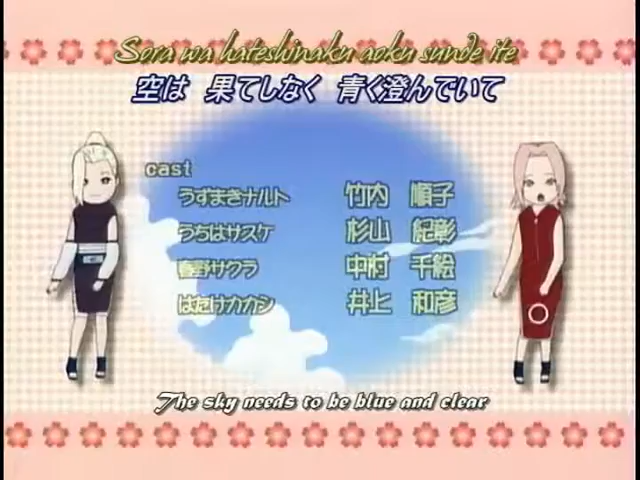 Sora wa hateshinaku aoku sunde ite
空は 果てしなく 青く澄んでいて
cast
うずまきナルト 竹内 順子
うちはサスケ 杉山 紀彰
春野サクラ 中村 千絵
はたけカカシ 井上 和彦
The sky needs to be blue and clear